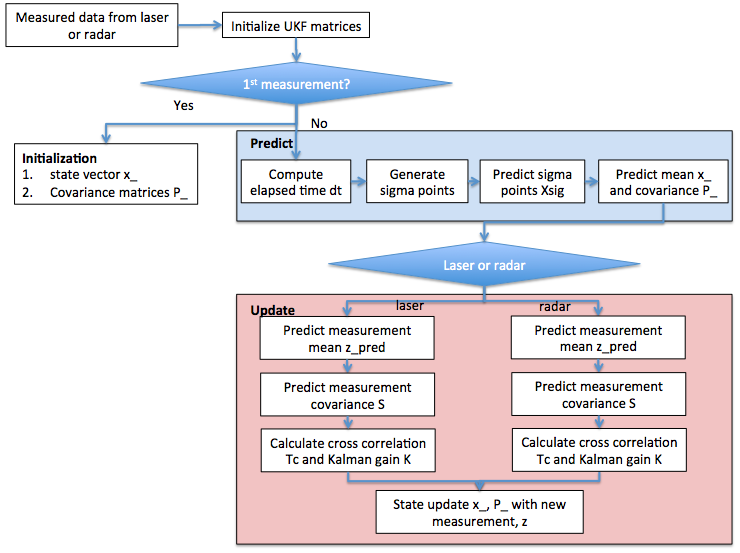 Measured data from laser
or radar
Initialize UKF matrices
1st measurement?
Yes
No
Initialization
1. state vector x_
2. Covariance matrices P_
Predict
Compute
elapsed time dt
Generate
sigma points
Predict sigma
points Xsig
Predict mean x_
and covariance P_
Laser or radar
Update
laser
radar
Predict measurement
mean z_pred
Predict measurement
covariance S
Calculate cross correlation
Tc and Kalman gain K
Predict measurement
mean z_pred
Predict measurement
covariance S
Calculate cross correlation
Tc and Kalman gain K
State update x_, P_ with new
measurement, z